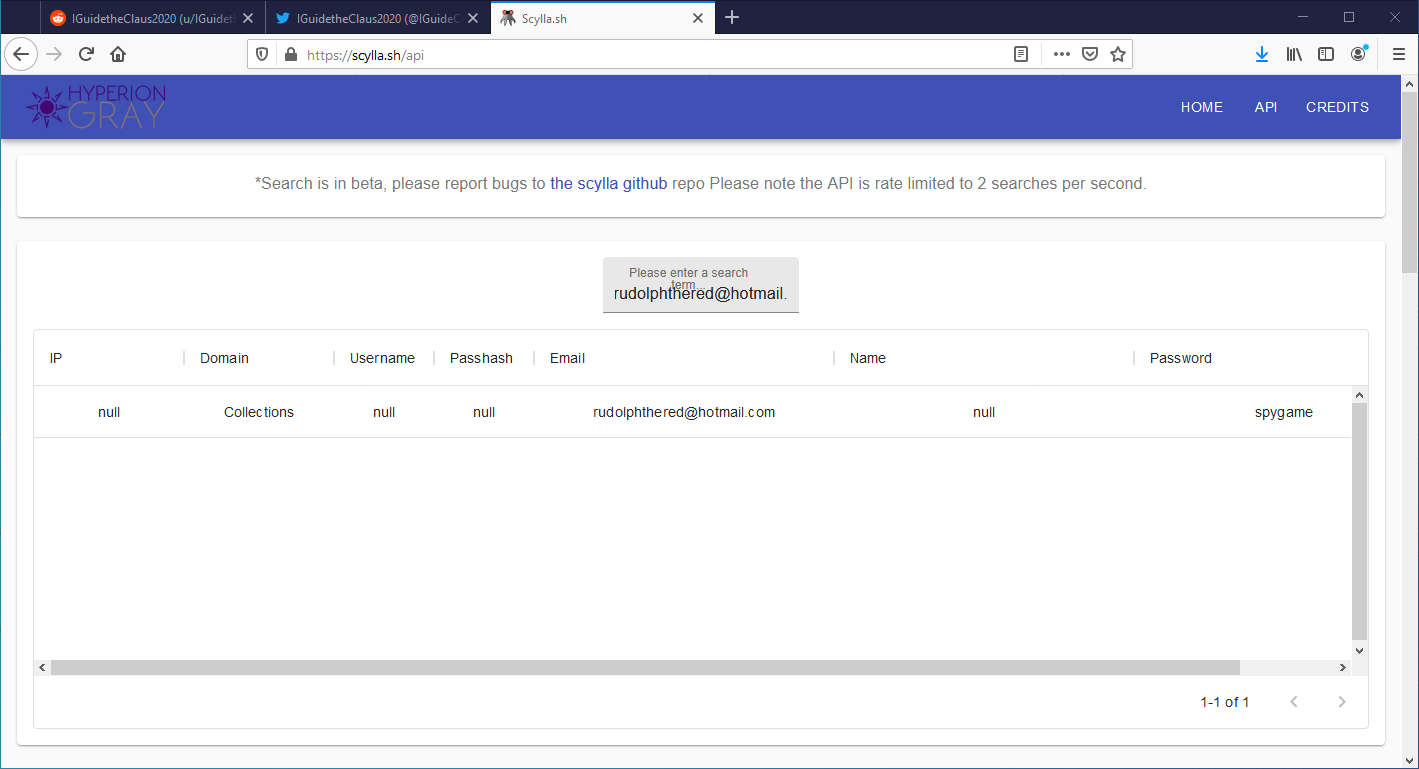 IGuidetheClaus2020 (u/IGuidetl
IGuidetheClaus2020 (@IGuideC
Scylla.sh
https://scylla.sh/api
HYPERION
GRAY
HOME API CREDITS
*Search is in beta, please report bugs to the scylla github repo Please note the API is rate limited to 2 searches per second.
Please enter a search
term...
rudolphthered@hotmail.
IP Domain Username Passhash Email Name Password
null Collections null null rudolphthered@hotmail.com null spygame
1-1 of 1